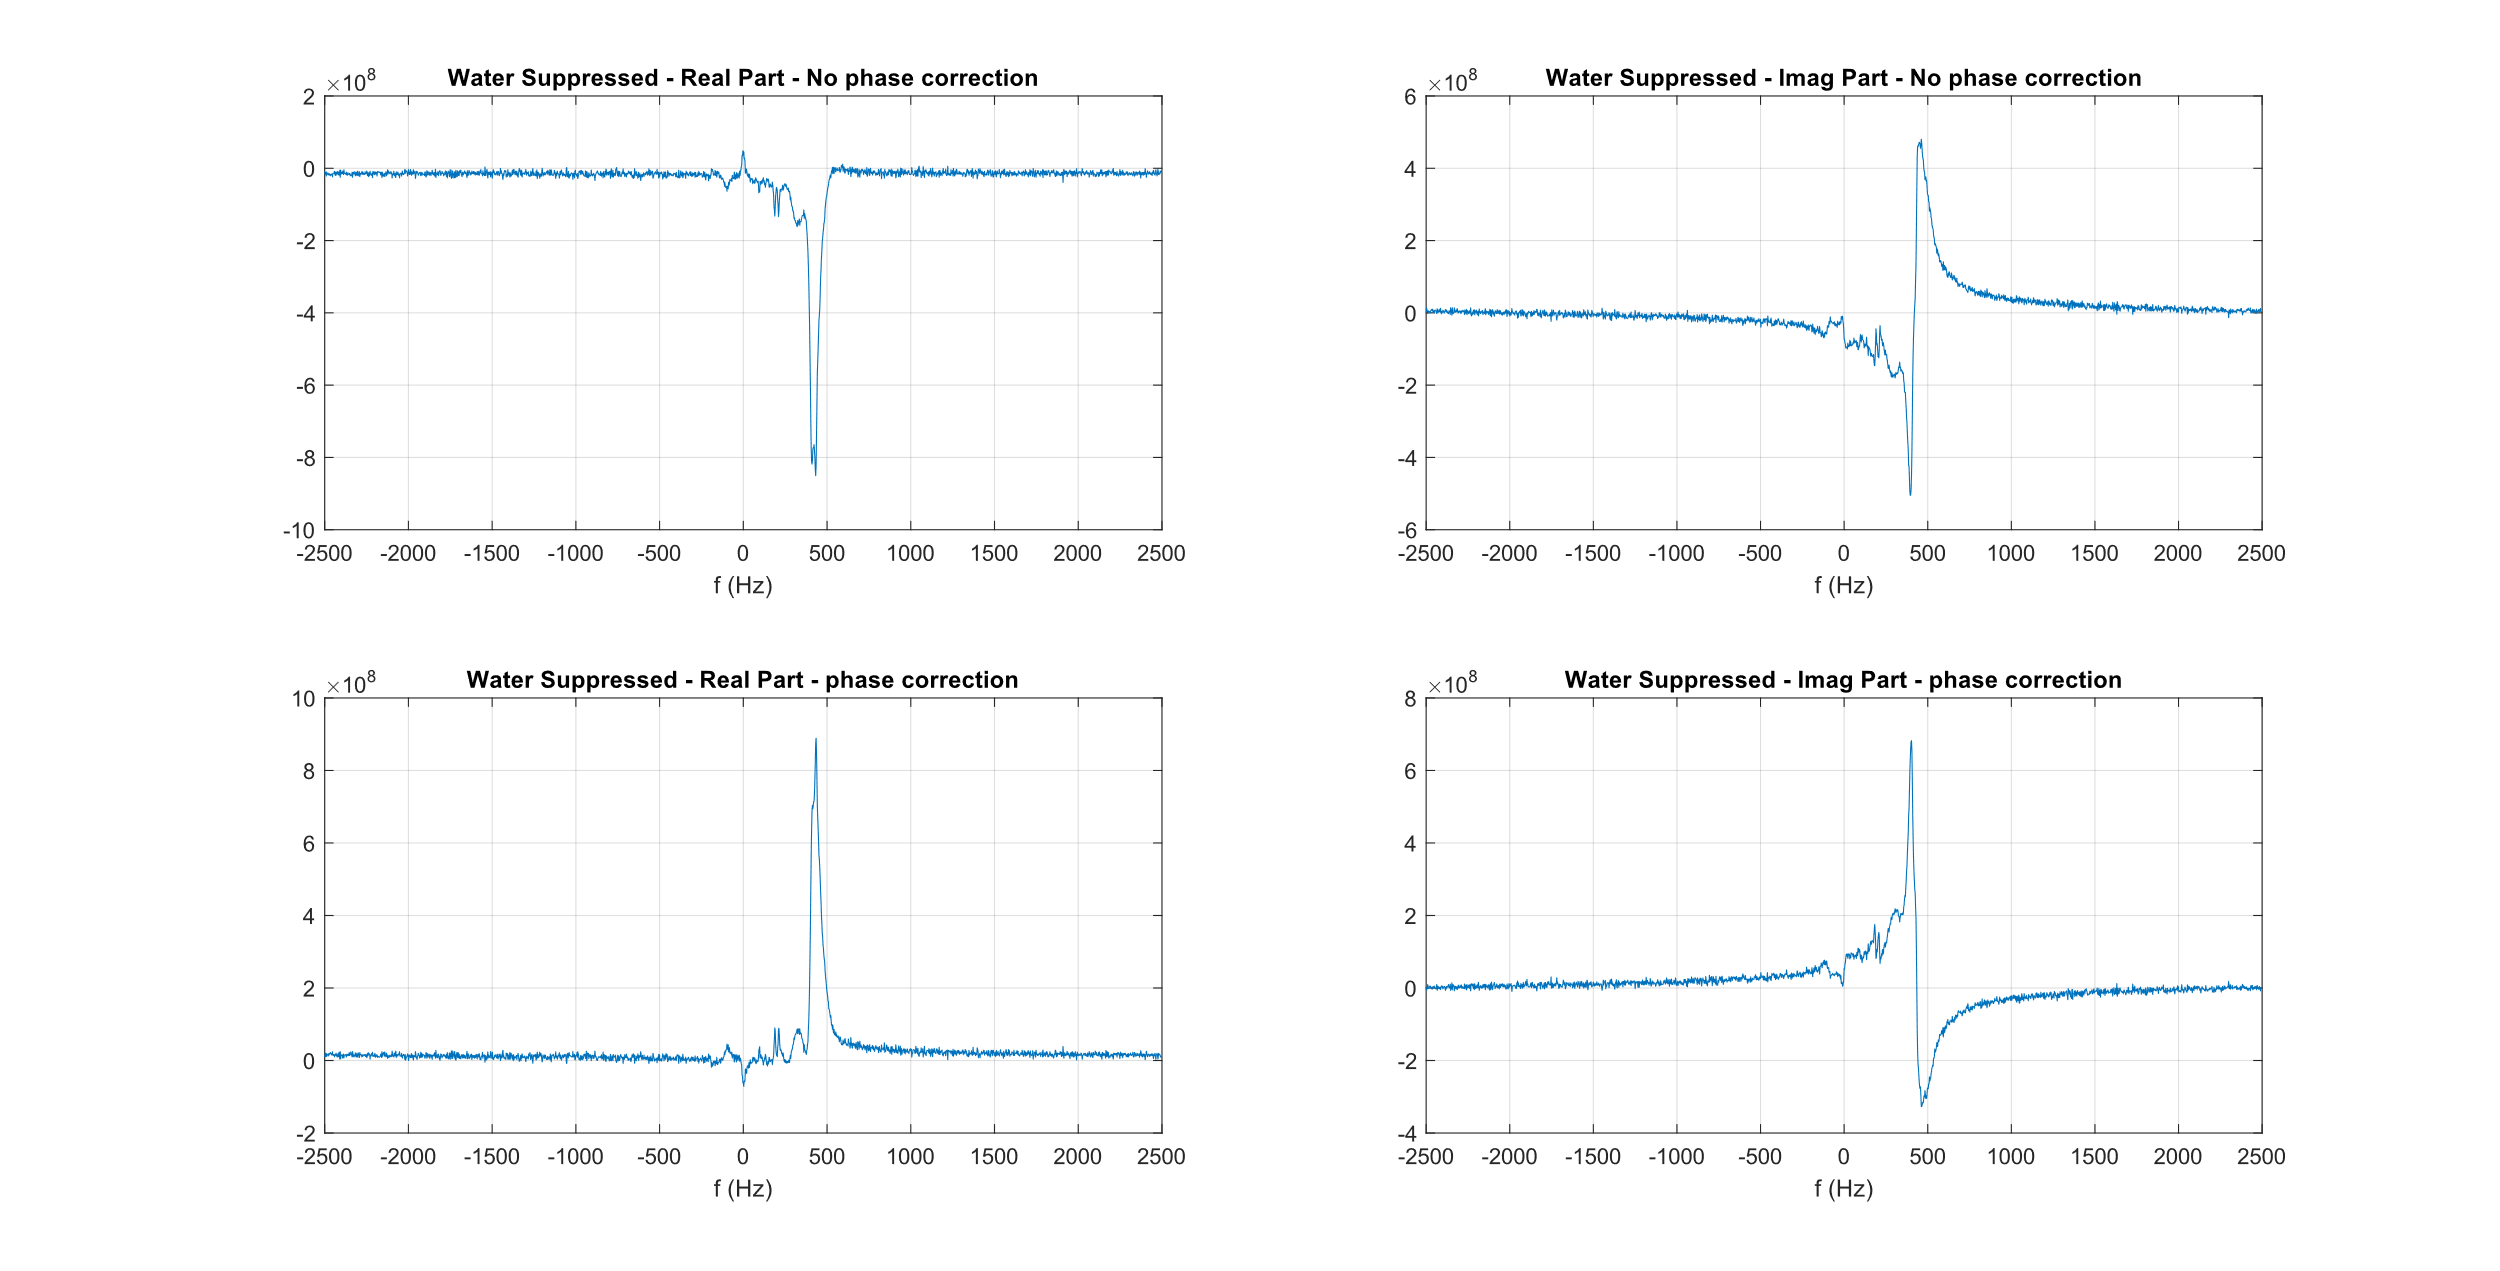 Water Suppressed - Real Part - No phase correction
×10^8
2
0
-2
-4
-6
-8
-10
-2500 -2000 -1500 -1000 -500 0 500 1000 1500 2000 2500
f (Hz)
Water Suppressed - Imag Part - No phase correction
×10^8
6
4
2
0
-2
-4
-6
-2500 -2000 -1500 -1000 -500 0 500 1000 1500 2000 2500
f (Hz)
Water Suppressed - Real Part - phase correction
×10^8
10
8
6
4
2
0
-2
-2500 -2000 -1500 -1000 -500 0 500 1000 1500 2000 2500
f (Hz)
Water Suppressed - Imag Part - phase correction
×10^8
8
6
4
2
0
-2
-4
-2500 -2000 -1500 -1000 -500 0 500 1000 1500 2000 2500
f (Hz)